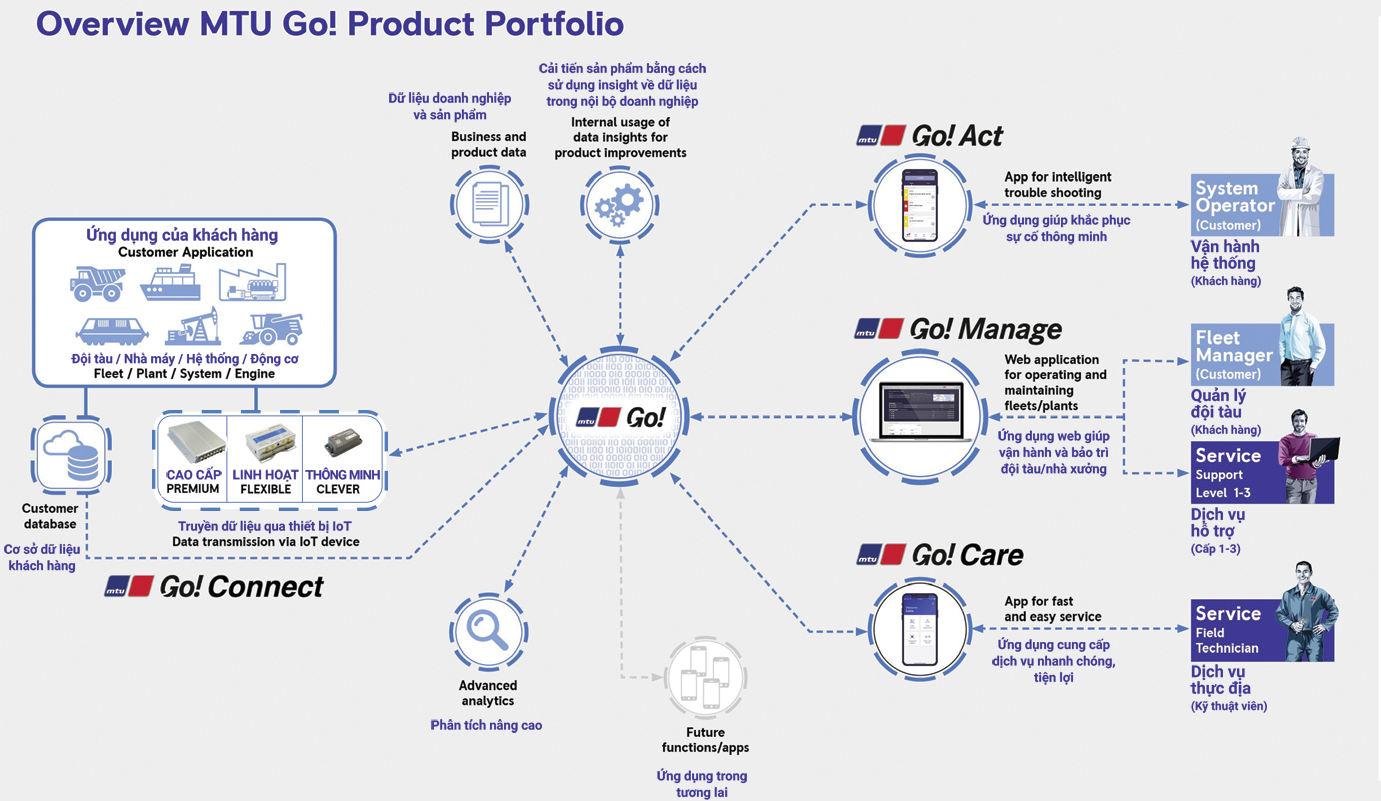 Overview MTU Go! Product Portfolio
Dữ liệu doanh nghiệp
và sản phẩm
Business and
product data
Cải tiến sản phẩm bằng cách
sử dụng insight về dữ liệu
trong nội bộ doanh nghiệp
Internal usage of
data insights for
product improvements
Ứng dụng của khách hàng
Customer Application
Đội tàu / Nhà máy / Hệ thống / Động cơ
Fleet / Plant / System / Engine
CAO CẤP
PREMIUM
LINH HOẠT
FLEXIBLE
THÔNG MINH
CLEVER
Customer
database
Cơ sở dữ liệu
khách hàng
Truyền dữ liệu qua thiết bị IoT
Data transmission via IoT device
mtu Go! Connect
mtu Go!
Advanced
analytics
Phân tích nâng cao
Future
functions/apps
Ứng dụng trong
tương lai
mtu Go! Act
App for intelligent
trouble shooting
Ứng dụng giúp khắc phục
sự cố thông minh
System
Operator
(Customer)
Vận hành
hệ thống
(Khách hàng)
mtu Go! Manage
Web application
for operating and
maintaining
fleets/plants
Ứng dụng web giúp
vận hành và bảo trì
đội tàu/nhà xưởng
Fleet
Manager
(Customer)
Quản lý
đội tàu
(Khách hàng)
Service
Support
Level 1-3
Dịch vụ
hỗ trợ
(Cấp 1-3)
mtu Go! Care
App for fast
and easy service
Ứng dụng cung cấp
dịch vụ nhanh chóng,
tiện lợi
Service
Field
Technician
Dịch vụ
thực địa
(Kỹ thuật viên)